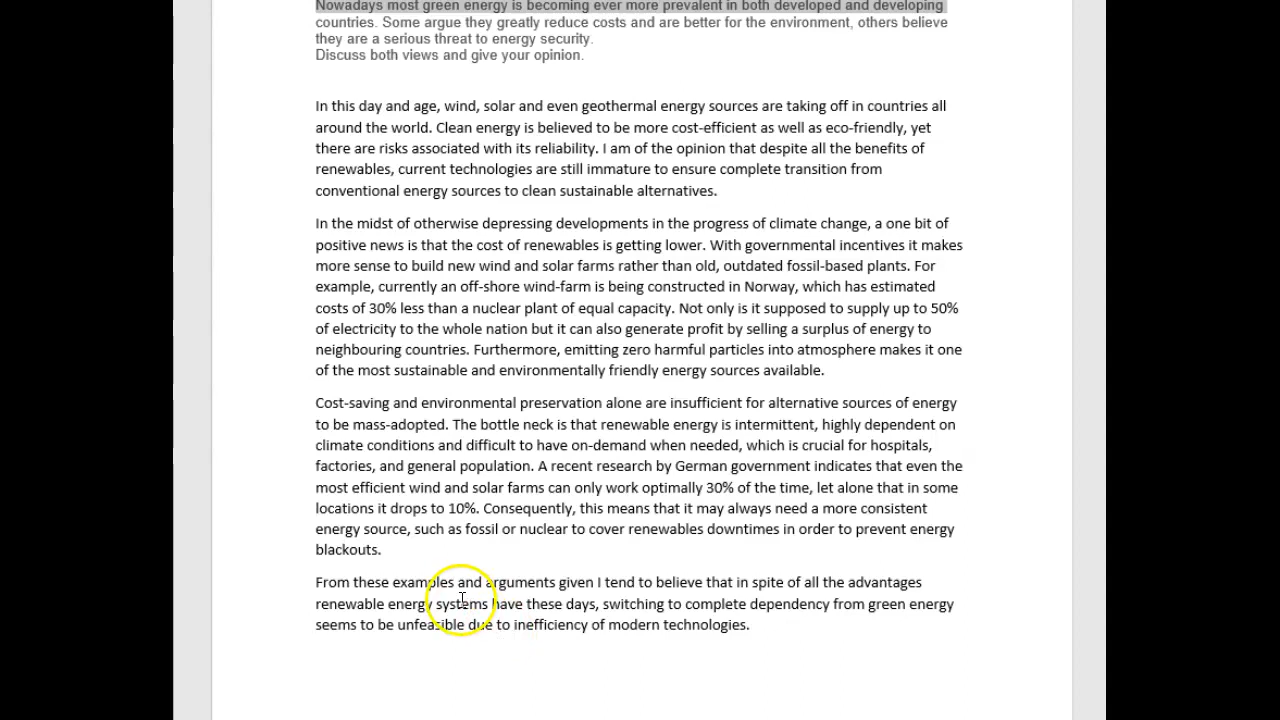 Nowadays most green energy is becoming ever more prevalent in both developed and developing
countries. Some argue they greatly reduce costs and are better for the environment, others believe
they are a serious threat to energy security.
Discuss both views and give your opinion.
In this day and age, wind, solar and even geothermal energy sources are taking off in countries all
around the world. Clean energy is believed to be more cost-efficient as well as eco-friendly, yet
there are risks associated with its reliability. I am of the opinion that despite all the benefits of
renewables, current technologies are still immature to ensure complete transition from
conventional energy sources to clean sustainable alternatives.
In the midst of otherwise depressing developments in the progress of climate change, a one bit of
positive news is that the cost of renewables is getting lower. With governmental incentives it makes
more sense to build new wind and solar farms rather than old, outdated fossil-based plants. For
example, currently an off-shore wind-farm is being constructed in Norway, which has estimated
costs of 30% less than a nuclear plant of equal capacity. Not only is it supposed to supply up to 50%
of electricity to the whole nation but it can also generate profit by selling a surplus of energy to
neighbouring countries. Furthermore, emitting zero harmful particles into atmosphere makes it one
of the most sustainable and environmentally friendly energy sources available.
Cost-saving and environmental preservation alone are insufficient for alternative sources of energy
to be mass-adopted. The bottle neck is that renewable energy is intermittent, highly dependent on
climate conditions and difficult to have on-demand when needed, which is crucial for hospitals,
factories, and general population. A recent research by German government indicates that even the
most efficient wind and solar farms can only work optimally 30% of the time, let alone that in some
locations it drops to 10%. Consequently, this means that it may always need a more consistent
energy source, such as fossil or nuclear to cover renewables downtimes in order to prevent energy
blackouts.
From these examples and arguments given I tend to believe that in spite of all the advantages
renewable energy systems have these days, switching to complete dependency from green energy
seems to be unfeasible due to inefficiency of modern technologies.